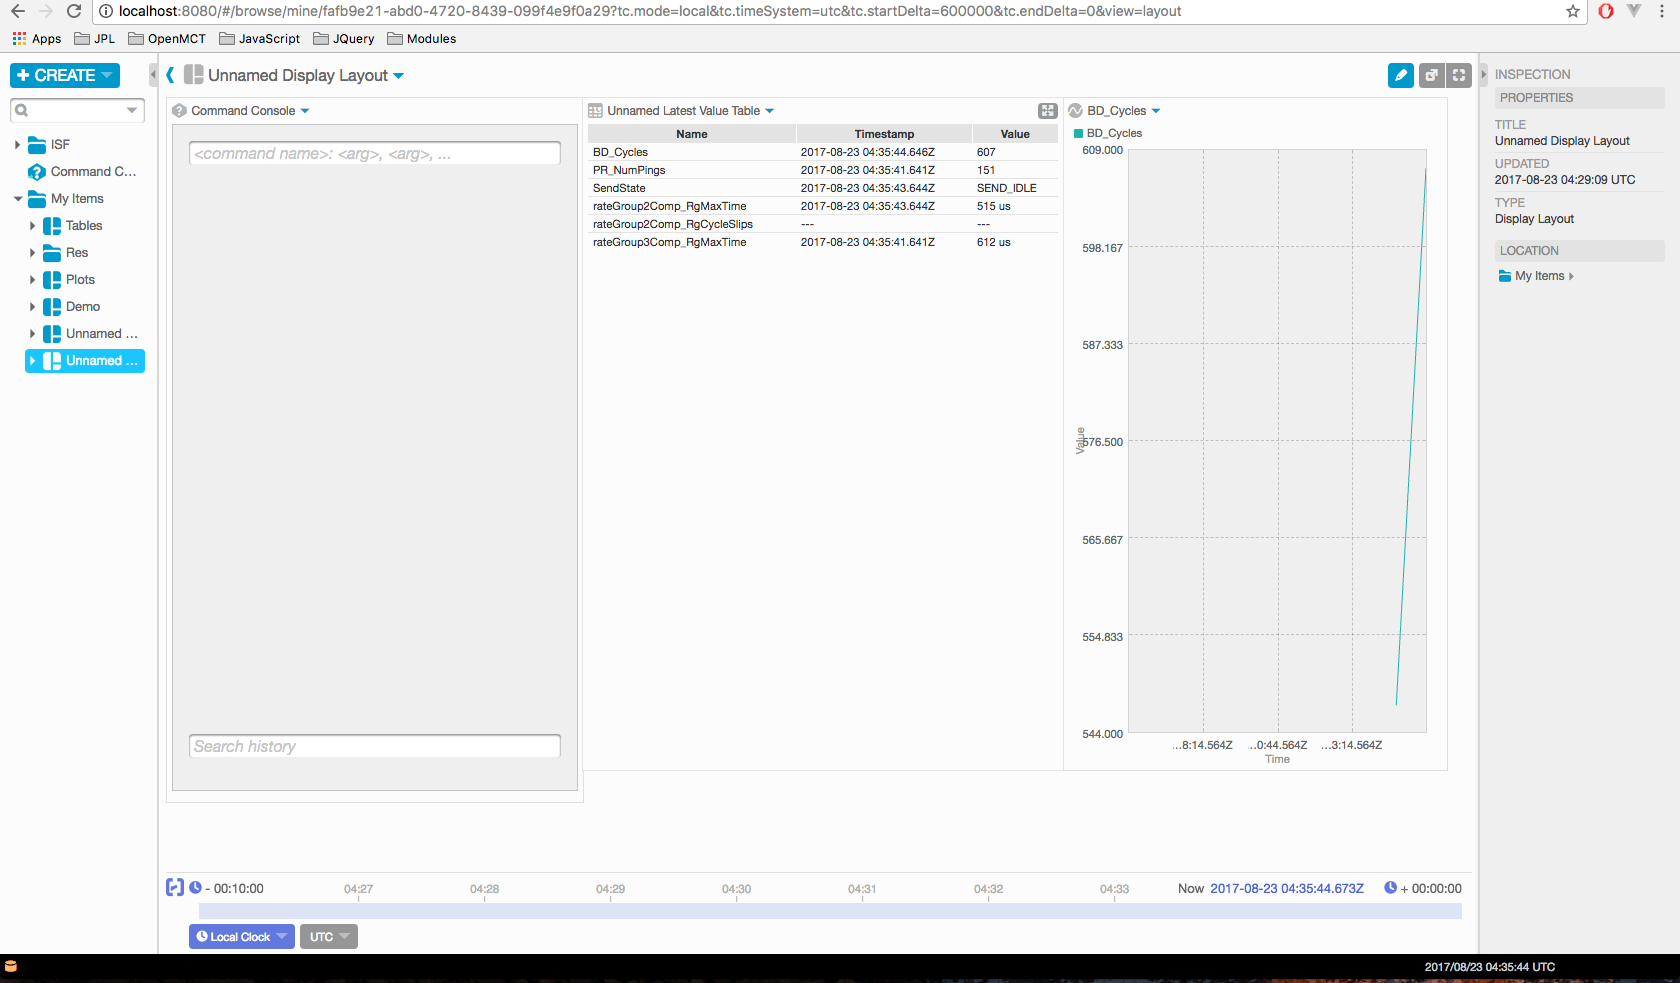 localhost:8080/#/browse/mine/fafb9e21-abd0-4720-8439-099f4e9f0a29?tc.mode=local&tc.timeSystem=utc&tc.startDelta=600000&tc.endDelta=0&view=layout
Apps JPL OpenMCT JavaScript JQuery Modules
+ CREATE
ISF
Command C...
My Items
Tables
Res
Plots
Demo
Unnamed ...
Unnamed ...
Unnamed Display Layout
Command Console
<command name>: <arg>, <arg>, ...
Search history
Unnamed Latest Value Table
Name Timestamp Value
BD_Cycles 2017-08-23 04:35:44.646Z 607
PR_NumPings 2017-08-23 04:35:41.641Z 151
SendState 2017-08-23 04:35:43.644Z SEND_IDLE
rateGroup2Comp_RgMaxTime 2017-08-23 04:35:43.644Z 515 us
rateGroup2Comp_RgCycleSlips --- ---
rateGroup3Comp_RgMaxTime 2017-08-23 04:35:41.641Z 612 us
BD_Cycles
BD_Cycles
609.000
598.167
587.333
576.500
565.667
554.833
544.000
Value
...8:14.564Z ...0:44.564Z ...3:14.564Z
Time
INSPECTION
PROPERTIES
TITLE
Unnamed Display Layout
UPDATED
2017-08-23 04:29:09 UTC
TYPE
Display Layout
LOCATION
My Items
- 00:10:00 04:27 04:28 04:29 04:30 04:31 04:32 04:33 Now 2017-08-23 04:35:44.673Z + 00:00:00
Local Clock UTC
2017/08/23 04:35:44 UTC